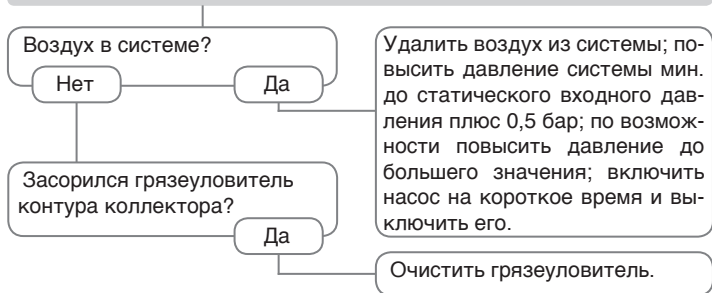 Воздух в системе?
Нет
Да
Удалить воздух из системы; по-
высить давление системы мин.
до статического входного дав-
ления плюс 0,5 бар; по возмож-
ности повысить давление до
большего значения; включить
насос на короткое время и вы-
ключить его.
Засорился грязеуловитель
контура коллектора?
Да
Очистить грязеуловитель.